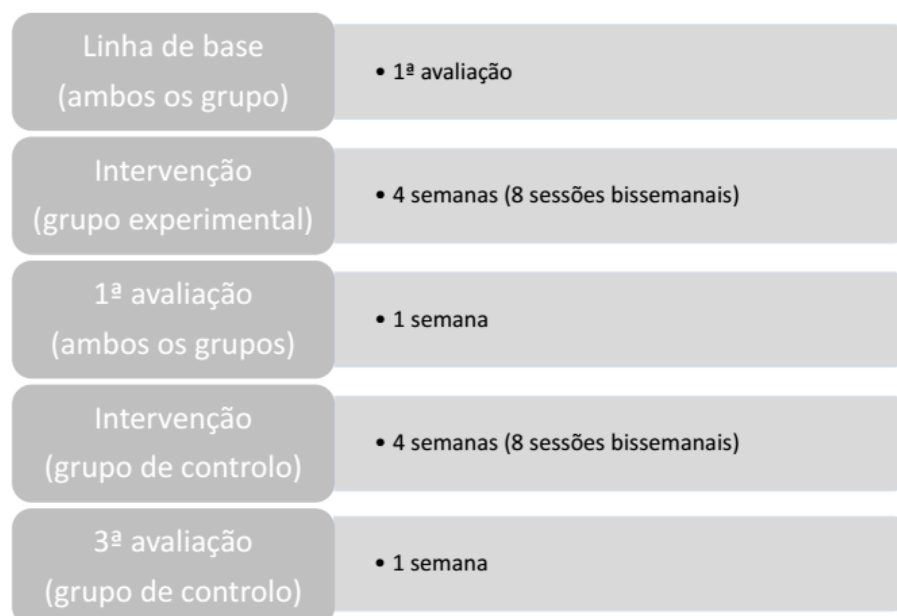 Linha de base
(ambos os grupo)
• 1ª avaliação
Intervenção
(grupo experimental)
• 4 semanas (8 sessões bissemanais)
1ª avaliação
(ambos os grupos)
• 1 semana
Intervenção
(grupo de controlo)
• 4 semanas (8 sessões bissemanais)
3ª avaliação
(grupo de controlo)
• 1 semana